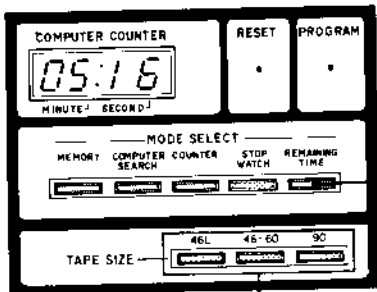 COMPUTER COUNTER
05:16
MINUTE SECOND
RESET
PROGRAM
MODE SELECT
MEMORY
COMPUTER
SEARCH
COUNTER
STOP
WATCH
REMAINING
TIME
TAPE SIZE
46L
46-60
90